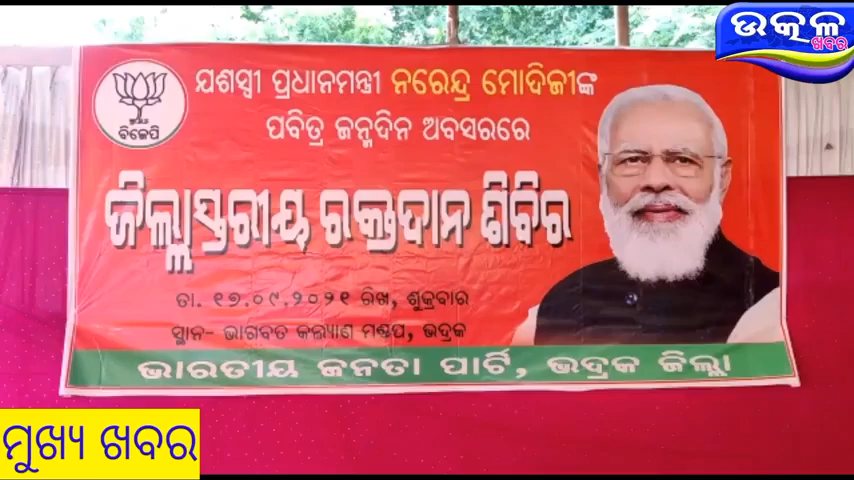 ଉତ୍କଳ
ଖବର
ଯଶସ୍ୱୀ ପ୍ରଧାନମନ୍ତ୍ରୀ ନରେନ୍ଦ୍ର ମୋଦିଜୀଙ୍କ
ବିଜେପି
ପବିତ୍ର ଜନ୍ମଦିନ ଅବସରରେ
ଜିଲ୍ଲାସ୍ତରୀୟ ରକ୍ତଦାନ ଶିବିର
ତା. ୧୭.୦୯.୨୦୨୧ ରିଖ, ଶୁକ୍ରବାର
ସ୍ଥାନ- ଭାଗବତ କଲ୍ୟାଣ ମଣ୍ଡପ, ଭଦ୍ରକ
ଭାରତୀୟ ଜନତା ପାର୍ଟି, ଭଦ୍ରକ ଜିଲ୍ଲା
ମୁଖ୍ୟ ଖବର